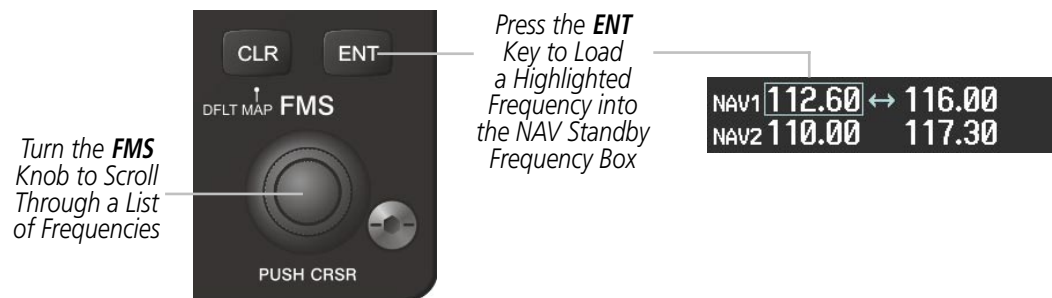 CLR
ENT
DFLT MAP FMS
PUSH CRSR
Turn the FMS
Knob to Scroll
Through a List
of Frequencies
Press the ENT
Key to Load
a Highlighted
Frequency into
the NAV Standby
Frequency Box
NAV1 112.60 ↔ 116.00
NAV2 110.00 117.30